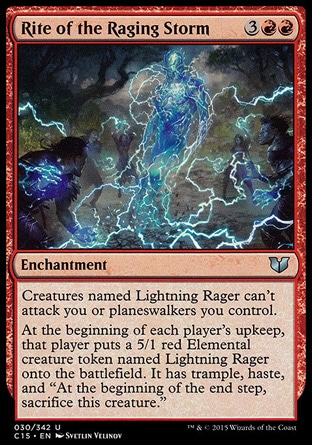 Rite of the Raging Storm 3
Enchantment
Creatures named Lightning Rager can't
attack you or planeswalkers you control.
At the beginning of each player's upkeep,
that player puts a 5/1 red Elemental
creature token named Lightning Rager
onto the battlefield. It has trample, haste,
and “At the beginning of the end step,
sacrifice this creature.”
030/342 U
C15 • EN Svetlin Velinov
™ & © 2015 Wizards of the Coast